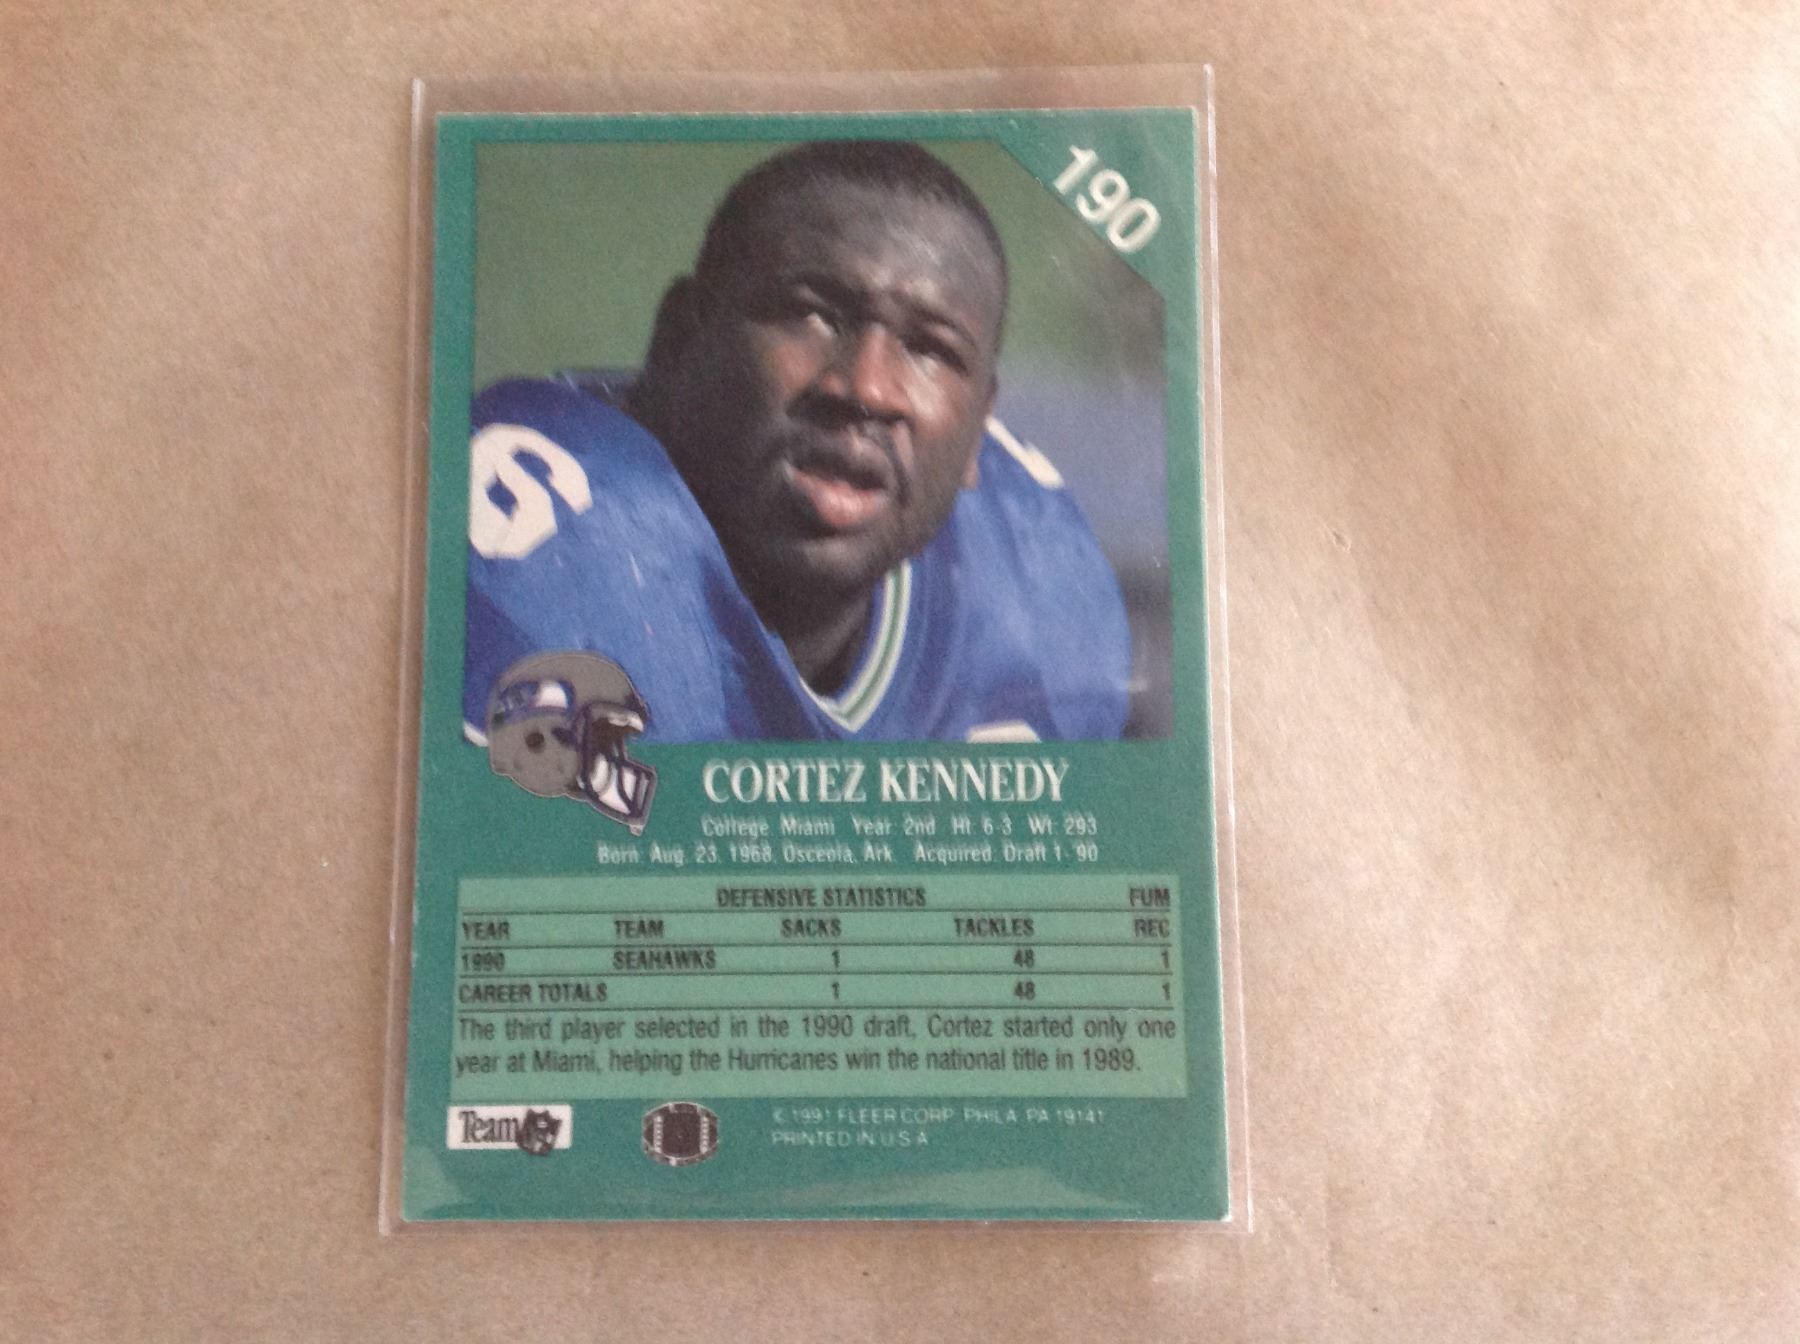 190
6
CORTEZ KENNEDY
College: Miami Year: 2nd Ht: 6-3 Wt: 293
Born: Aug. 23, 1968, Osceola, Ark. Acquired: Draft 1-'90
DEFENSIVE STATISTICS FUM
YEAR TEAM SACKS TACKLES REC
1990 SEAHAWKS 1 48 1
CAREER TOTALS 1 48 1
The third player selected in the 1990 draft, Cortez started only one
year at Miami, helping the Hurricanes win the national title in 1989.
Team NFL
© 1991 FLEER CORP. PHILA. PA 19141
PRINTED IN U.S.A.